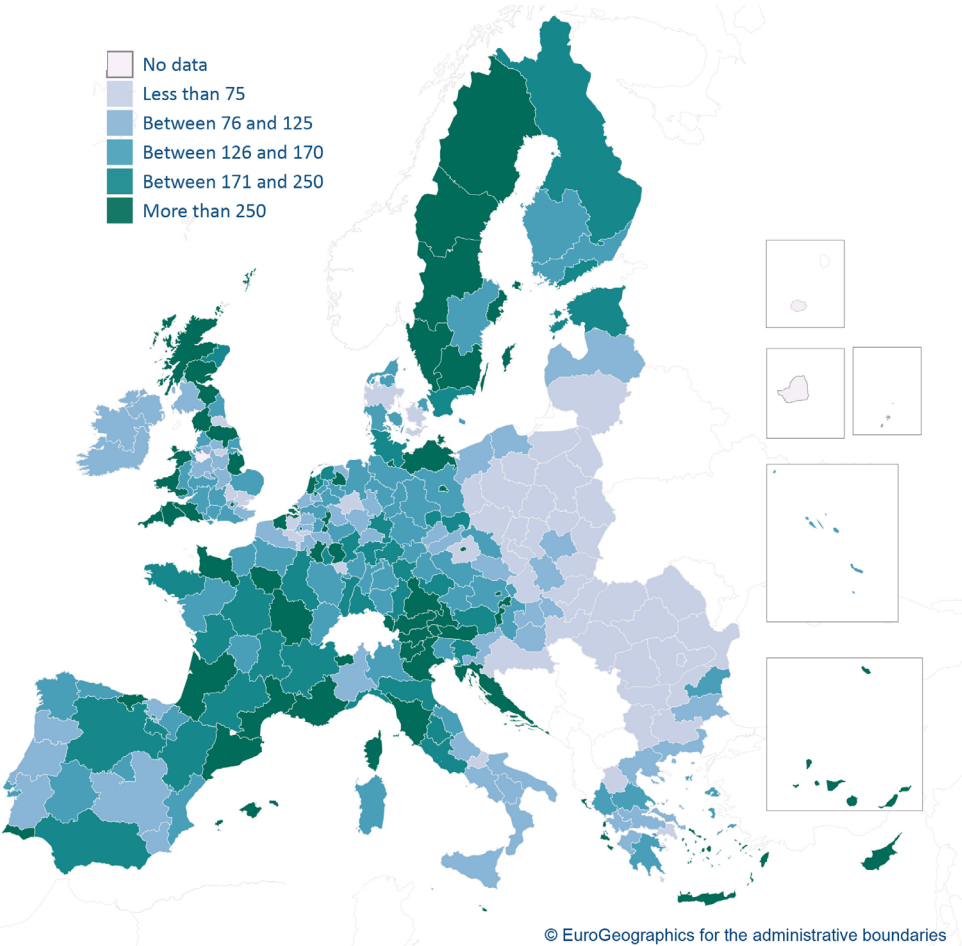 No data
Less than 75
Between 76 and 125
Between 126 and 170
Between 171 and 250
More than 250
© EuroGeographics for the administrative boundaries